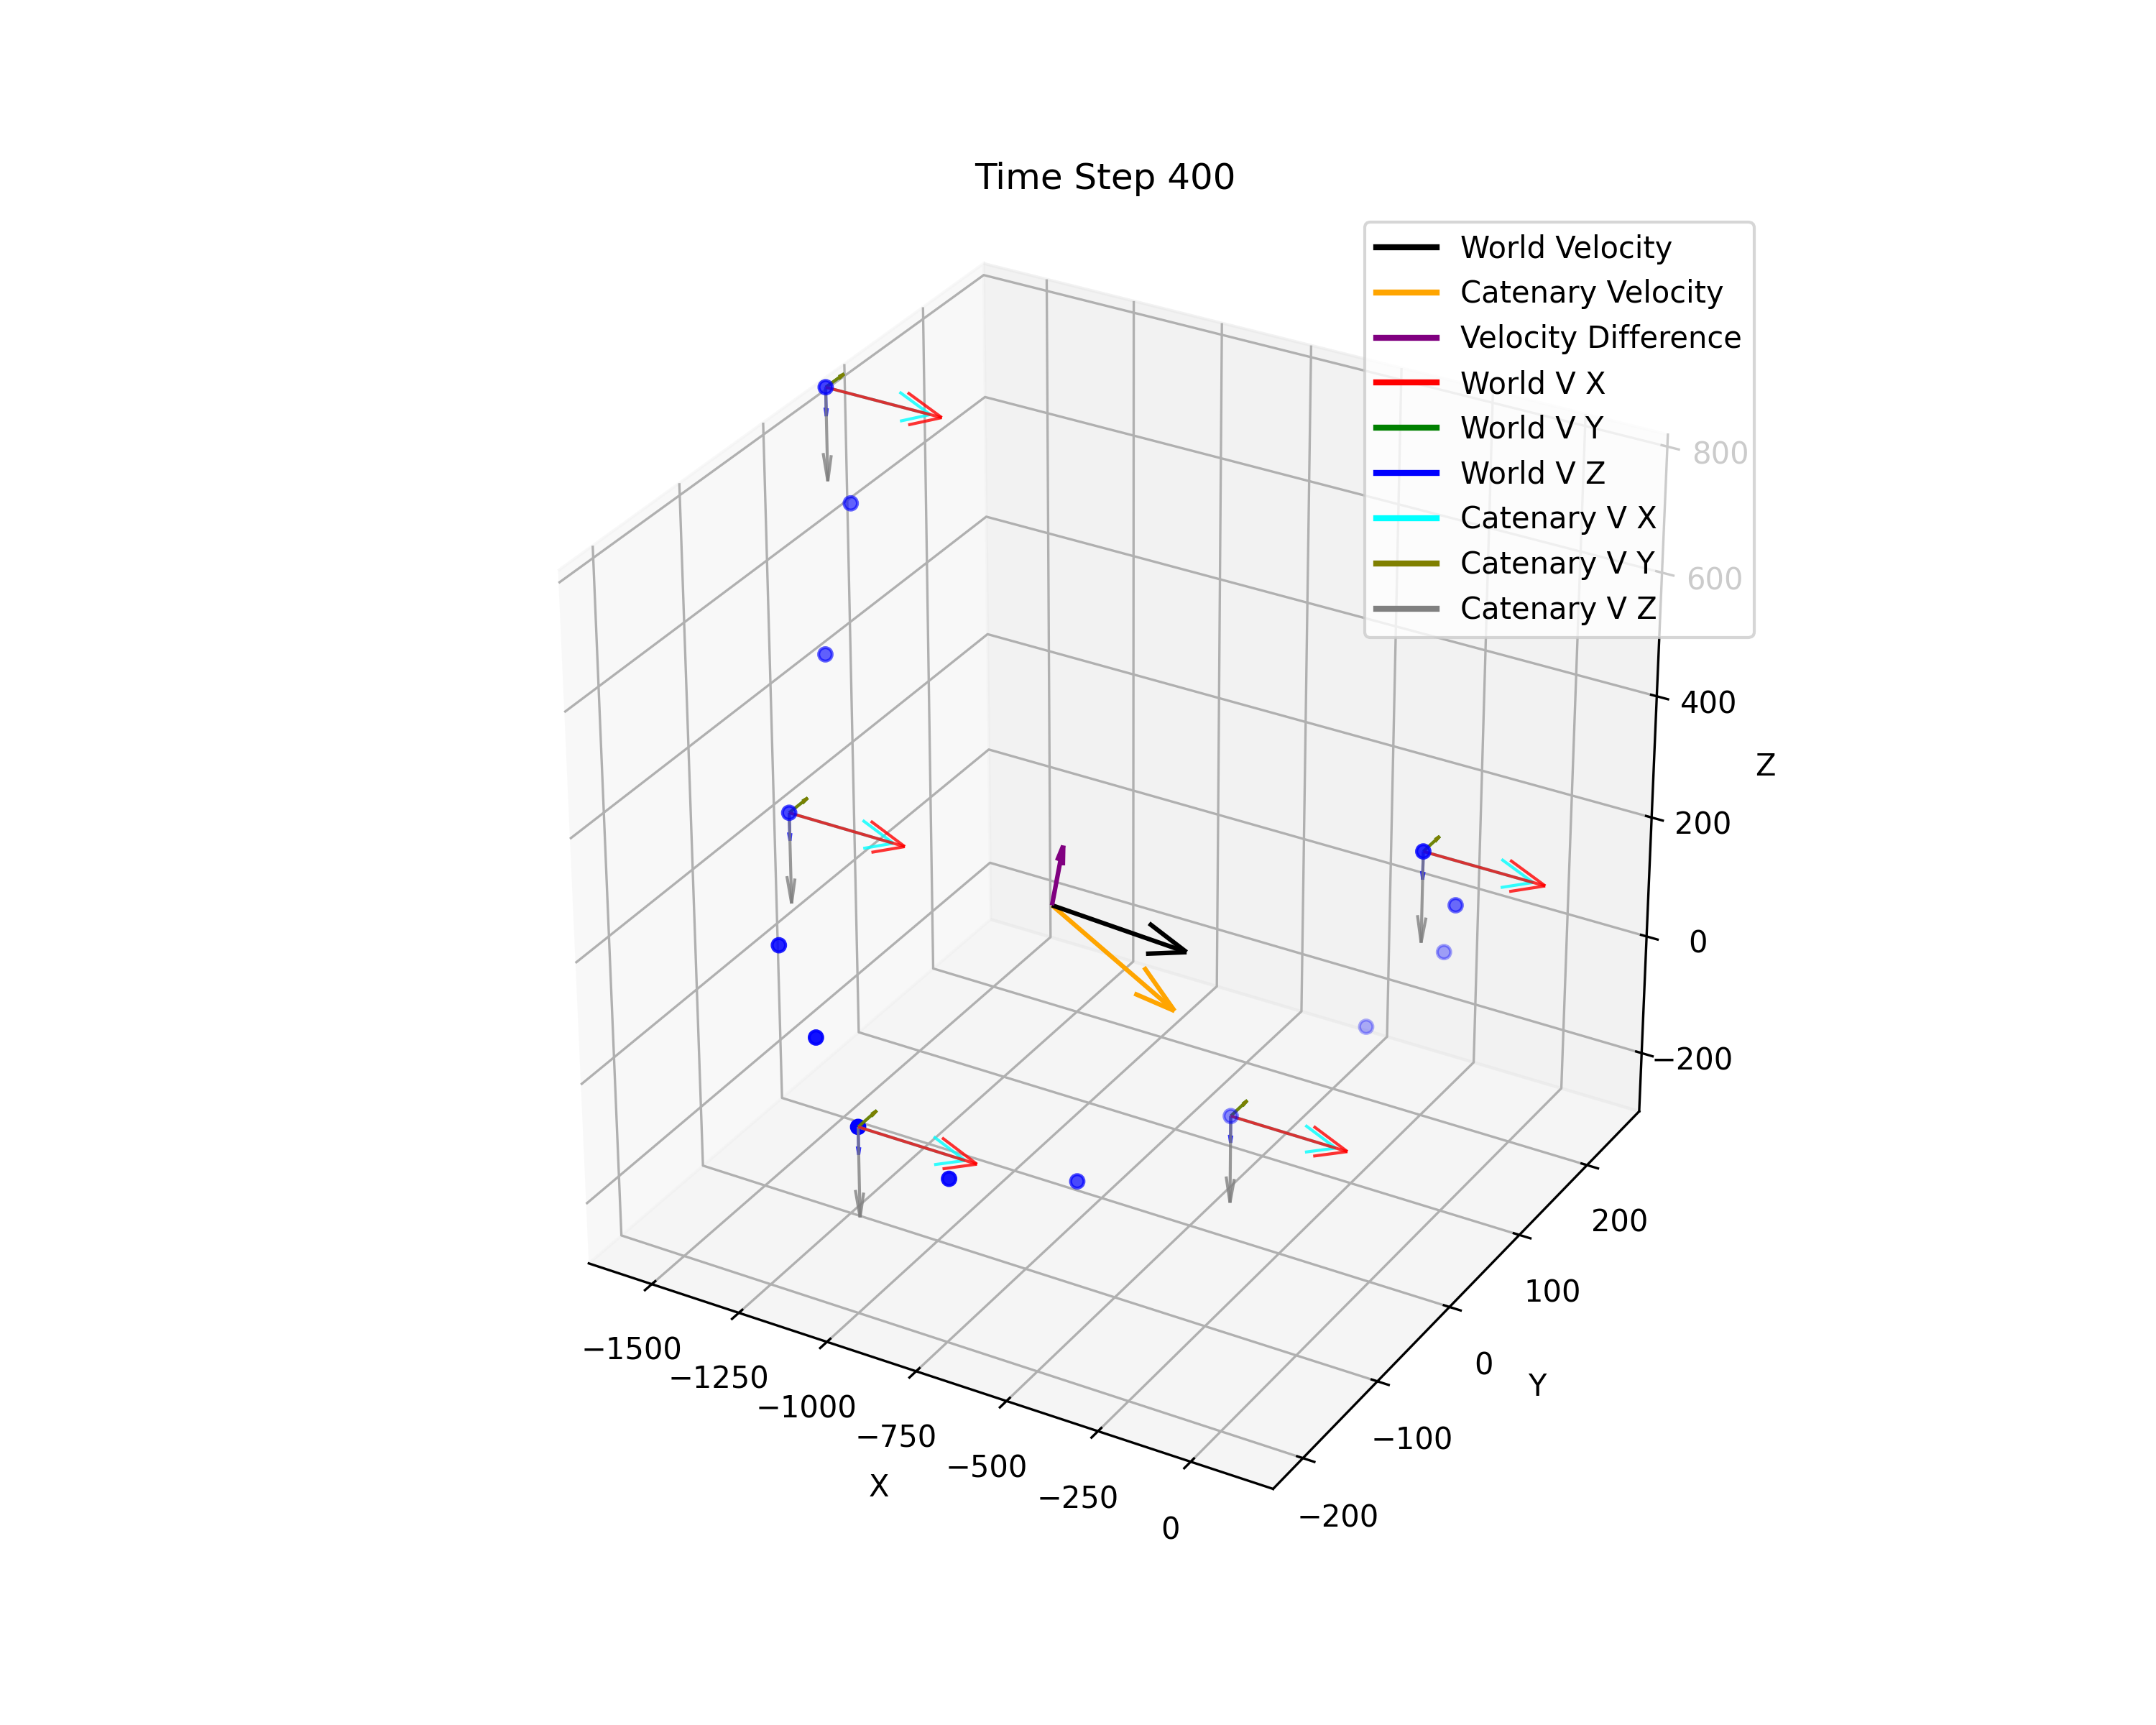 Time Step 400
World Velocity
Catenary Velocity
Velocity Difference
World V X
World V Y
World V Z
Catenary V X
Catenary V Y
Catenary V Z
800
600
400
200
0
−200
Z
200
100
0
−100
−200
Y
−1500
−1250
−1000
−750
−500
−250
0
X